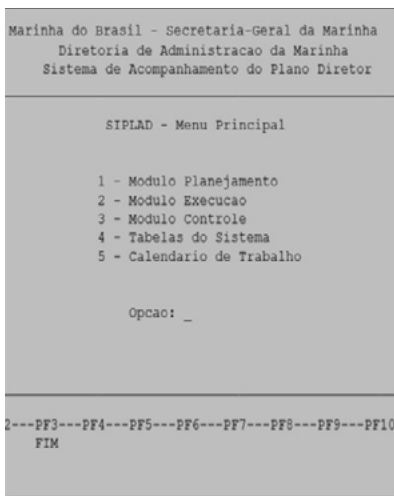 Marinha do Brasil - Secretaria-Geral da Marinha
Diretoria de Administracao da Marinha
Sistema de Acompanhamento do Plano Diretor
SIPLAD - Menu Principal
1 - Modulo Planejamento
2 - Modulo Execucao
3 - Modulo Controle
4 - Tabelas do Sistema
5 - Calendario de Trabalho
Opcao: _
2---PF3---PF4---PF5---PF6---PF7---PF8---PF9---PF10
FIM